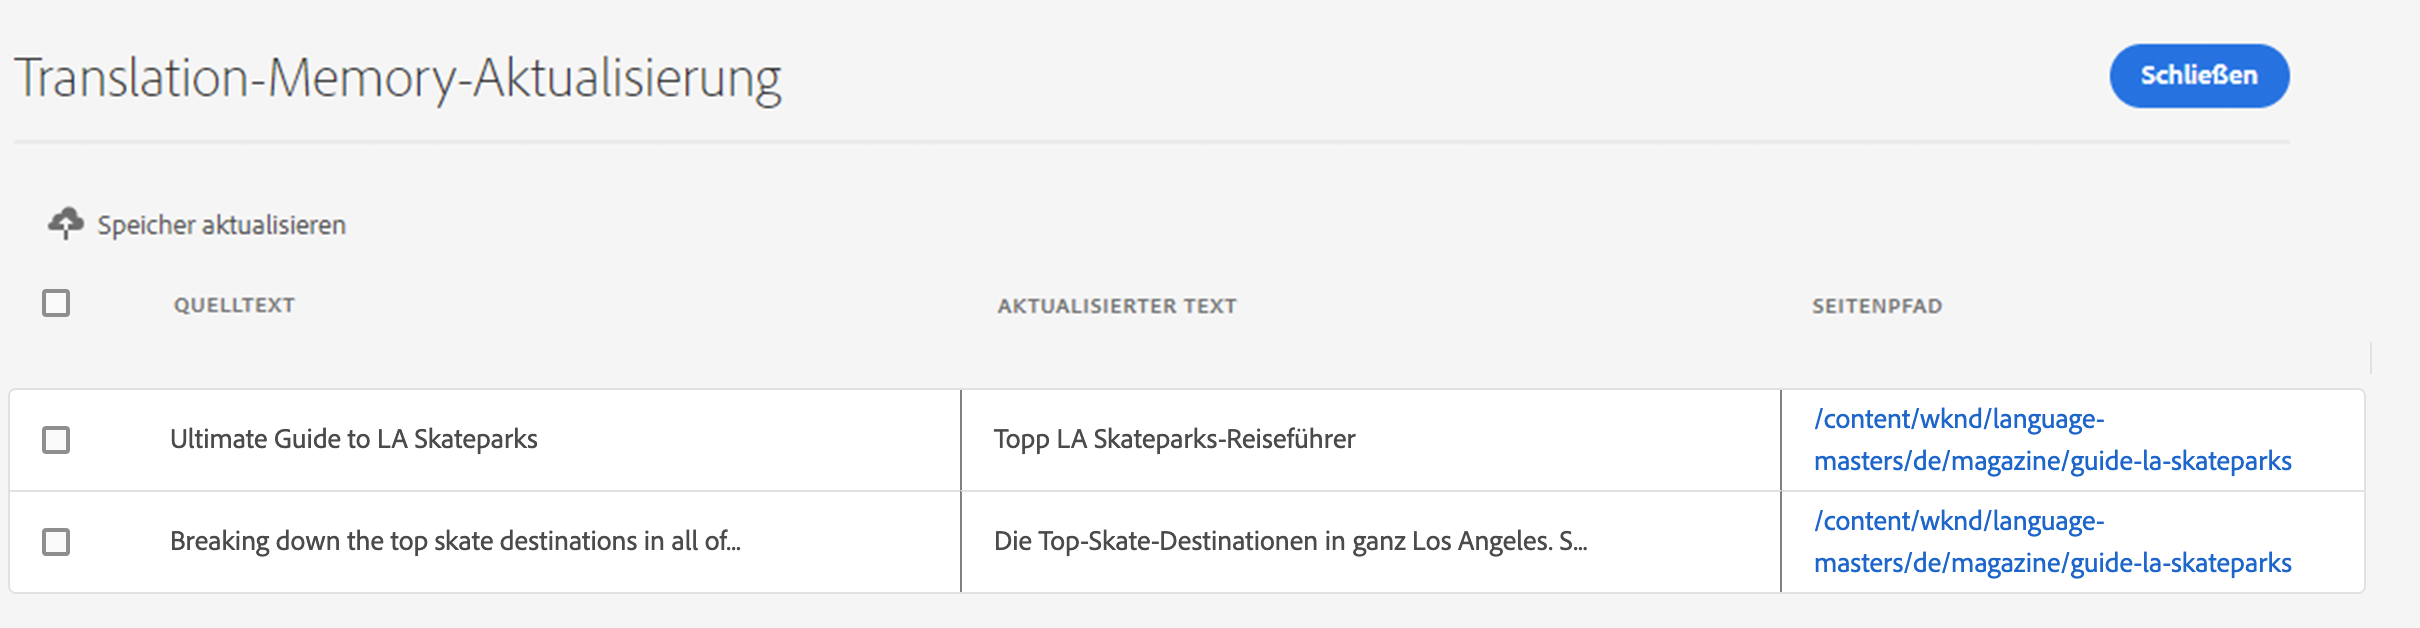 Translation-Memory-Aktualisierung
Schließen
Speicher aktualisieren
QUELLTEXT
AKTUALISIERTER TEXT
SEITENPFAD
Ultimate Guide to LA Skateparks
Topp LA Skateparks-Reiseführer
/content/wknd/language-
masters/de/magazine/guide-la-skateparks
Breaking down the top skate destinations in all of...
Die Top-Skate-Destinationen in ganz Los Angeles. S...
/content/wknd/language-
masters/de/magazine/guide-la-skateparks